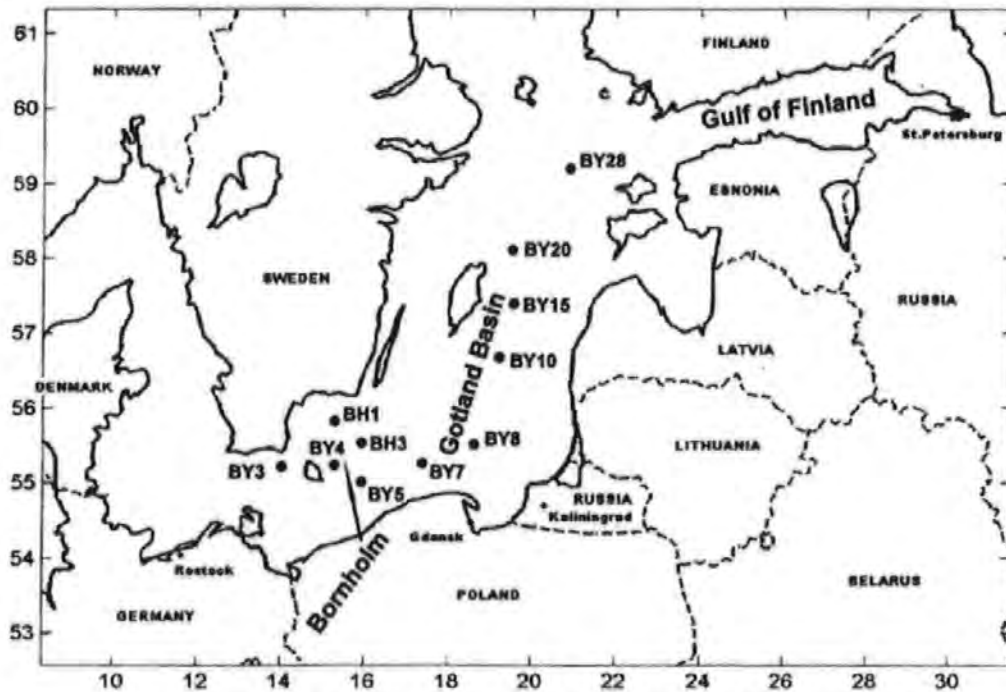 61
60
59
58
57
56
55
54
53
10
12
14
16
18
20
22
24
26
28
30
NORWAY
FINLAND
Gulf of Finland
St.Petersburg
BY28
ESNONIA
BY20
SWEDEN
BY15
RUSSIA
Gotland Basin
LATVIA
BY10
DENMARK
BH1
BY4
BH3
BY8
LITHUANIA
BY3
BY7
BY5
RUSSIA
Kaliningrad
Gdansk
Rostock
Bornholm
POLAND
BELARUS
GERMANY